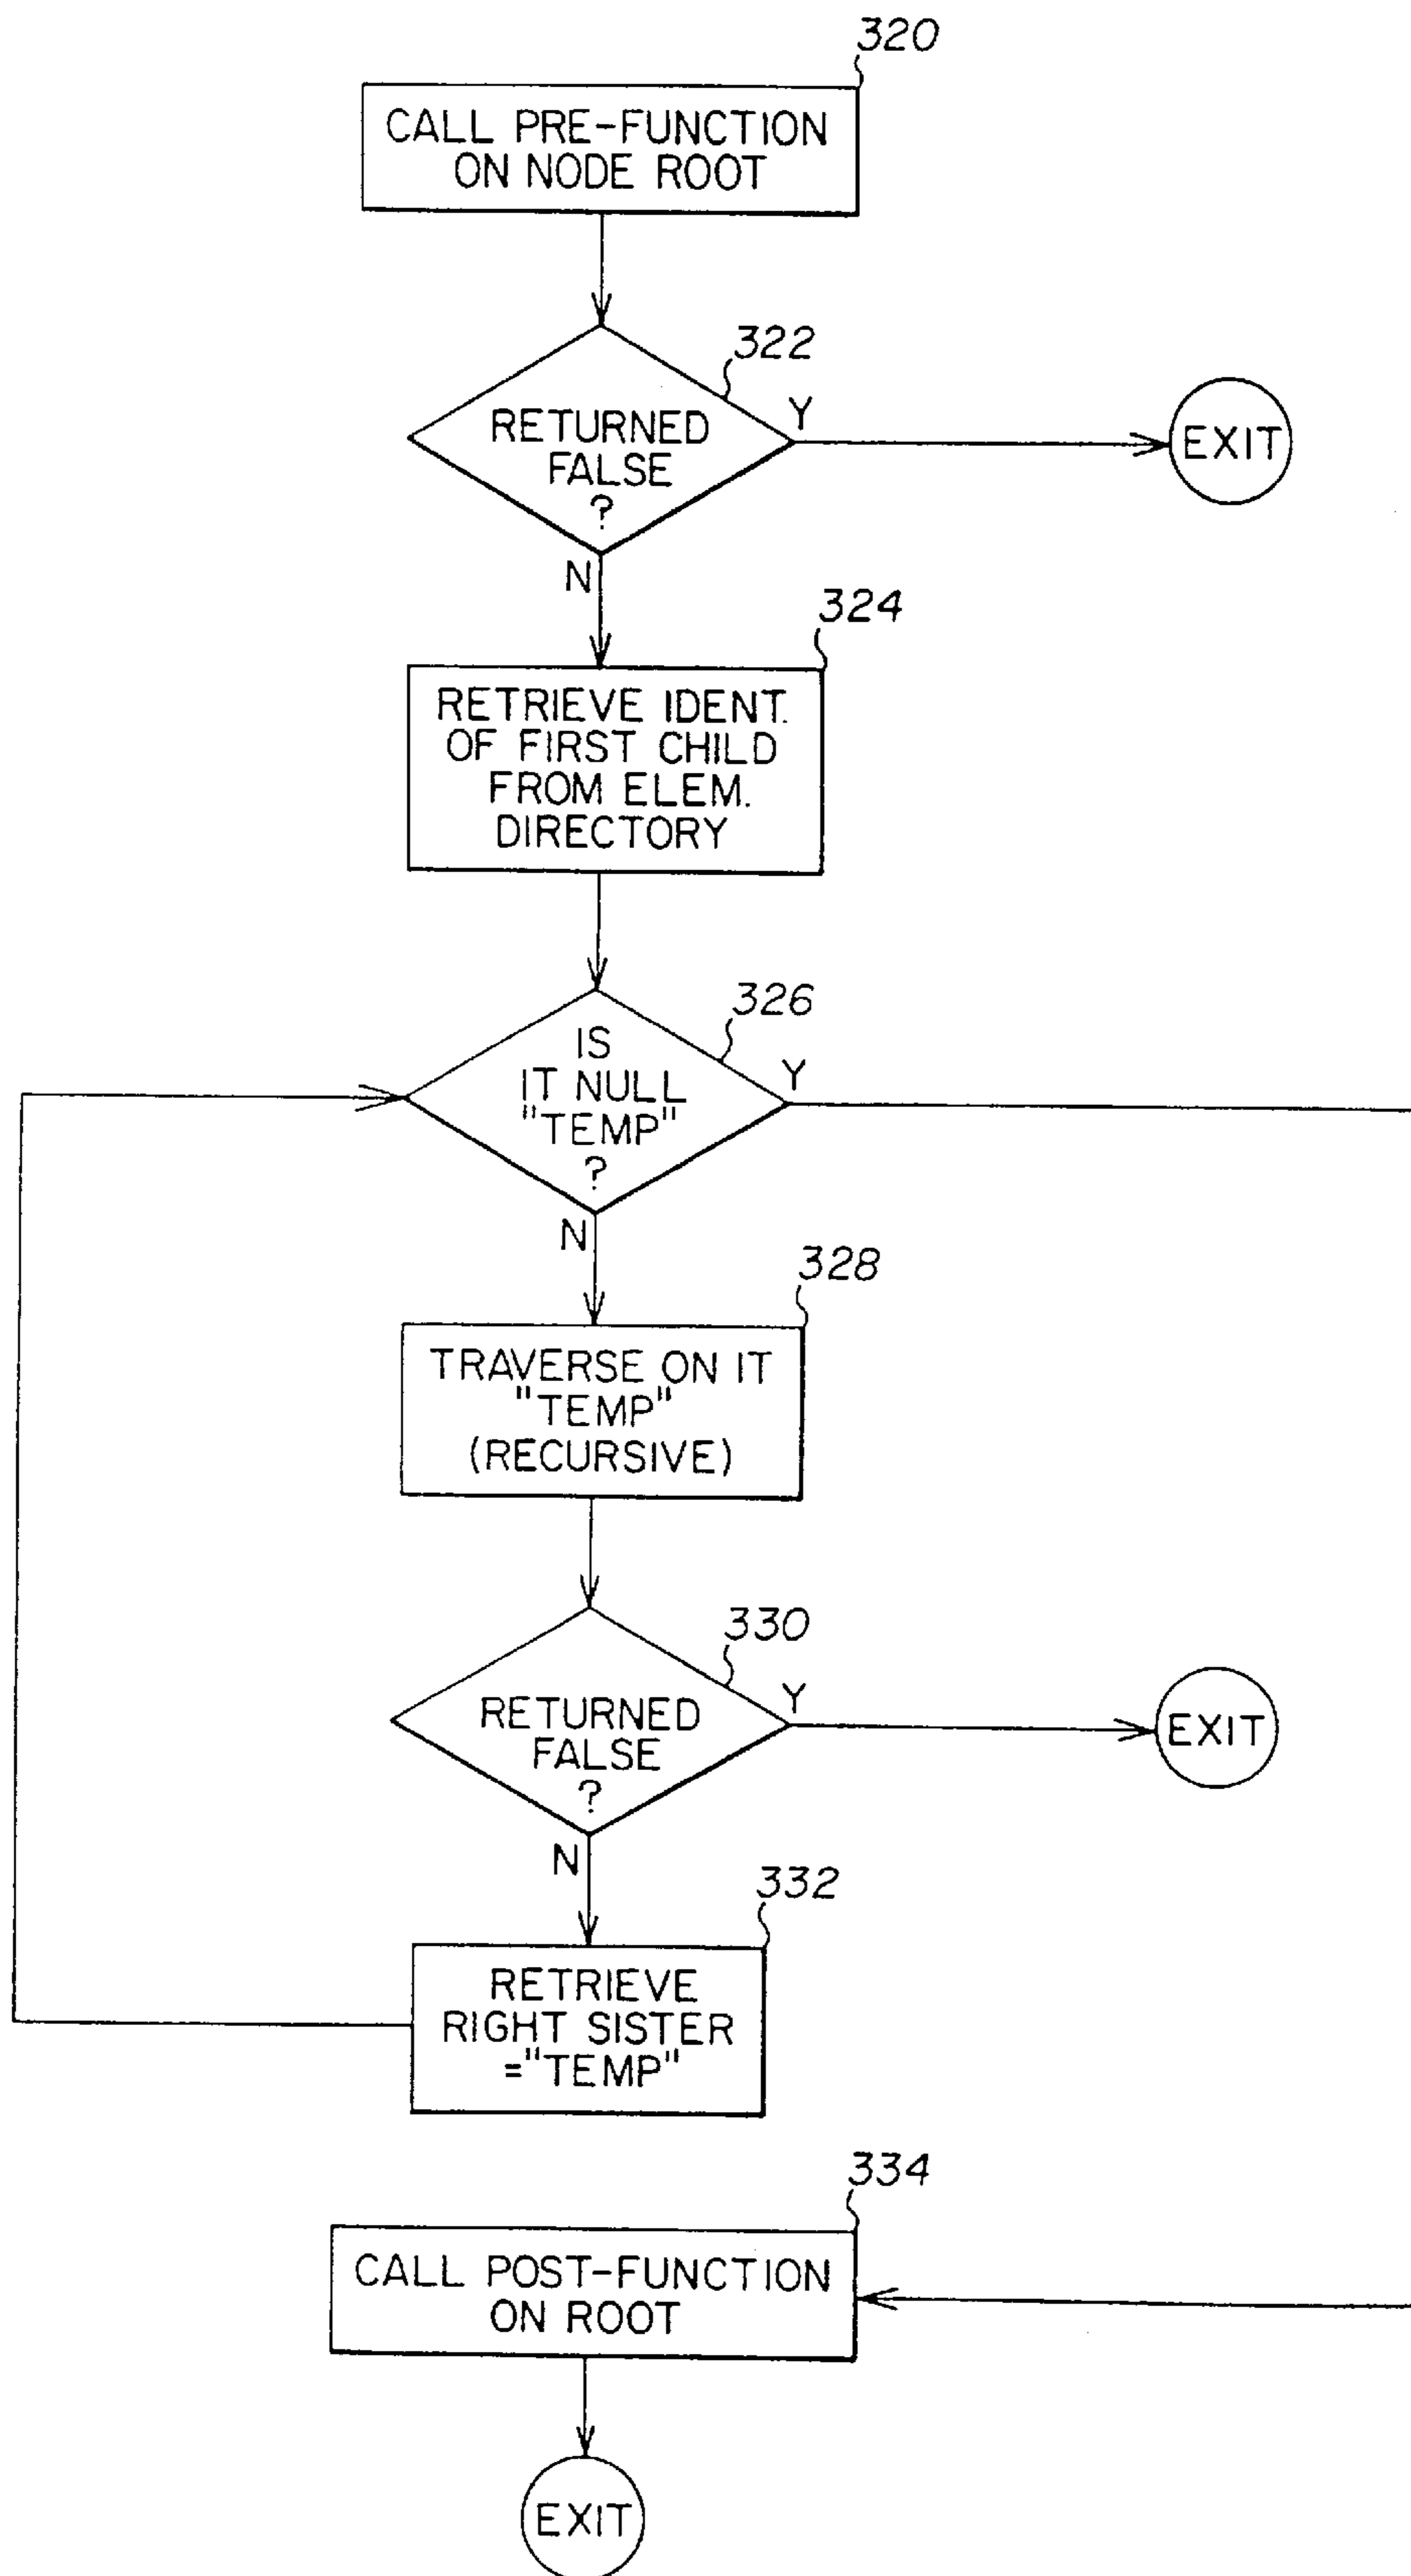 320
CALL PRE-FUNCTION
ON NODE ROOT
322
RETURNED
FALSE
?
Y
EXIT
N
324
RETRIEVE IDENT.
OF FIRST CHILD
FROM ELEM.
DIRECTORY
326
IS
IT NULL
"TEMP"
?
Y
N
328
TRAVERSE ON IT
"TEMP"
(RECURSIVE)
330
RETURNED
FALSE
?
Y
EXIT
N
332
RETRIEVE
RIGHT SISTER
="TEMP"
334
CALL POST-FUNCTION
ON ROOT
EXIT